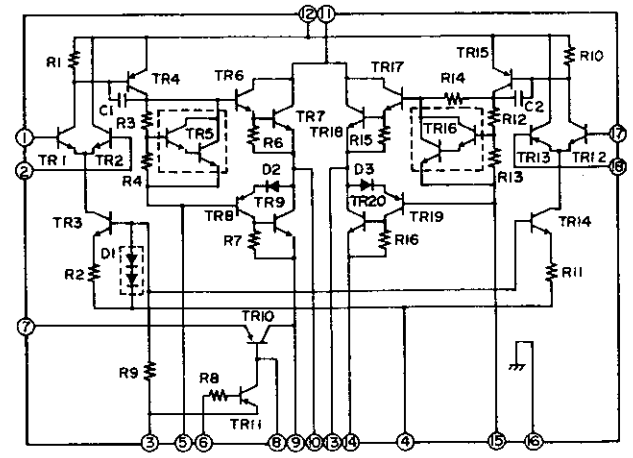 12 11
R1 TR4 TR6 TR17 TR15 R10
C1 TR7 R14 C2
R3 TR5 TR18 TR16 R12
1 R6 R15 17
TR1 TR2 R4 D2 D3 R13 TR13 TR12
2 18
TR9 TR20
TR3 TR8 TR19 TR14
D1 R7 R16
R2 R11
7 TR10
R9 R8
TR11
3 5 6 8 9 10 13 14 4 15 16